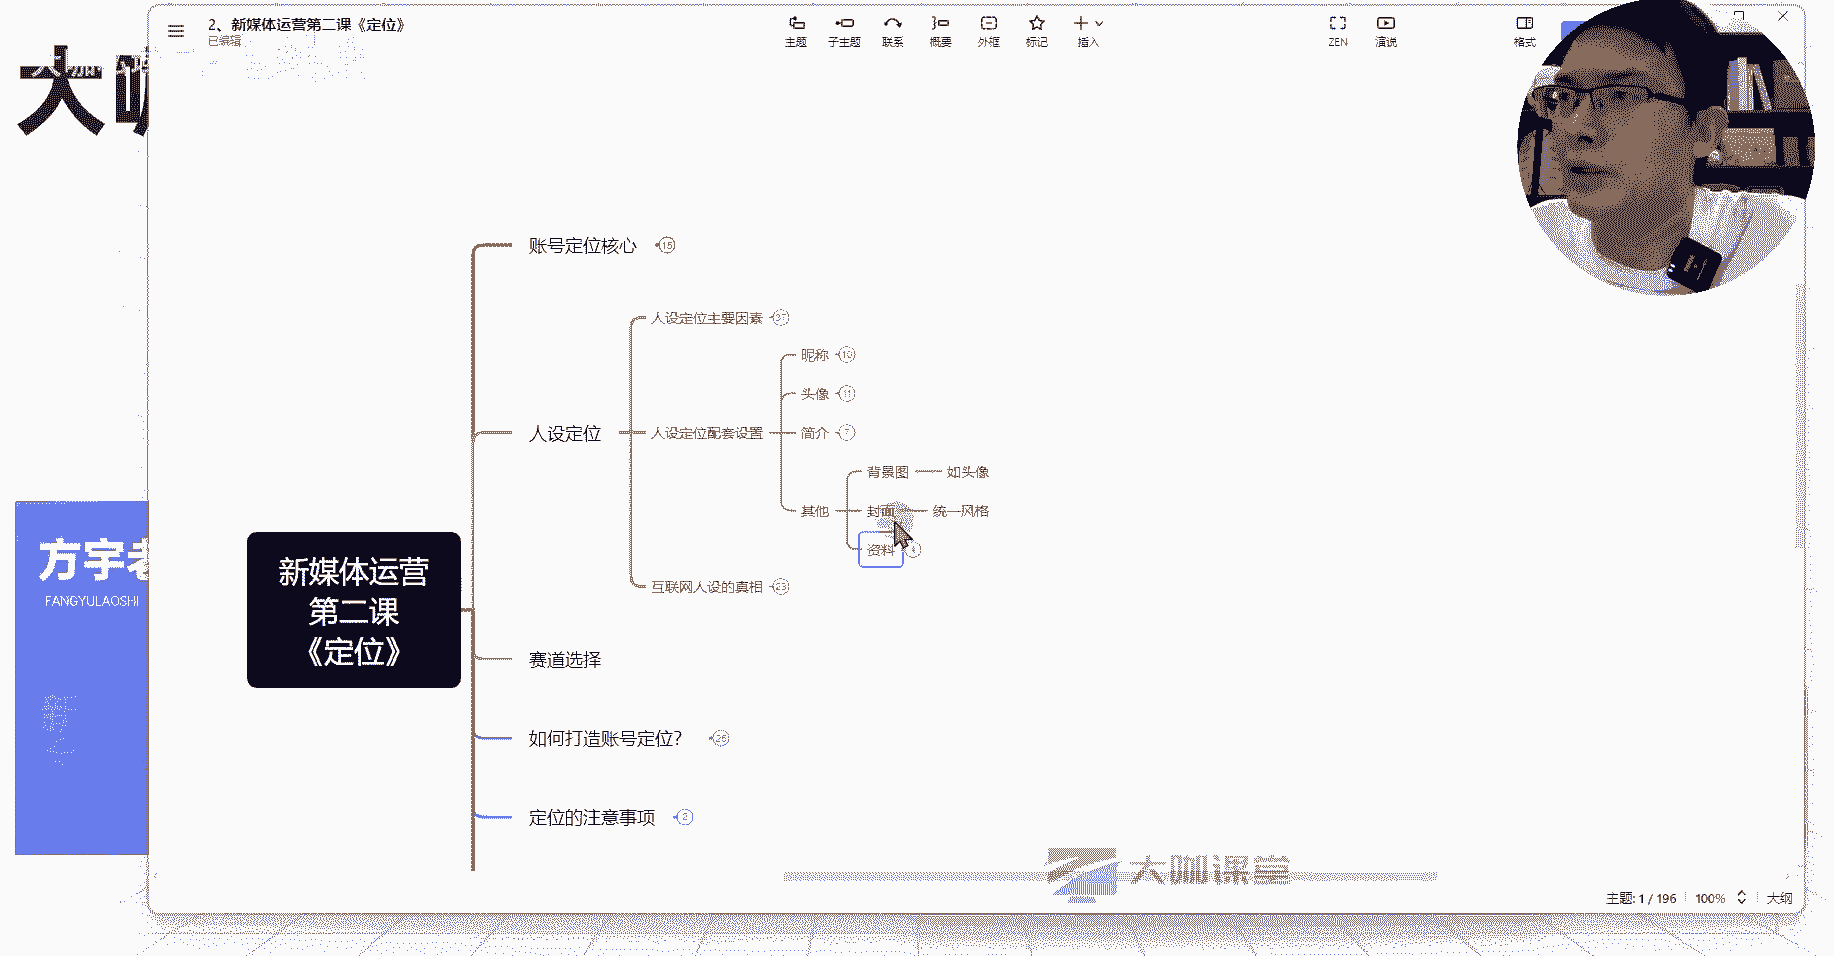 2、新媒体运营第二课《定位》
已编辑
主题
子主题
联系
概要
外框
标记
插入
ZEN
演说
格式
大咖
方宇老
FANGYULAOSHI
新媒体运营
第二课
《定位》
账号定位核心
15
人设定位
人设定位主要因素
人设定位配套设置
昵称
10
头像
11
简介
7
其他
背景图
如头像
封面
统一风格
资料
互联网人设的真相
23
赛道选择
如何打造账号定位?
26
定位的注意事项
2
大咖课堂
主题: 1 / 196
100%
大纲